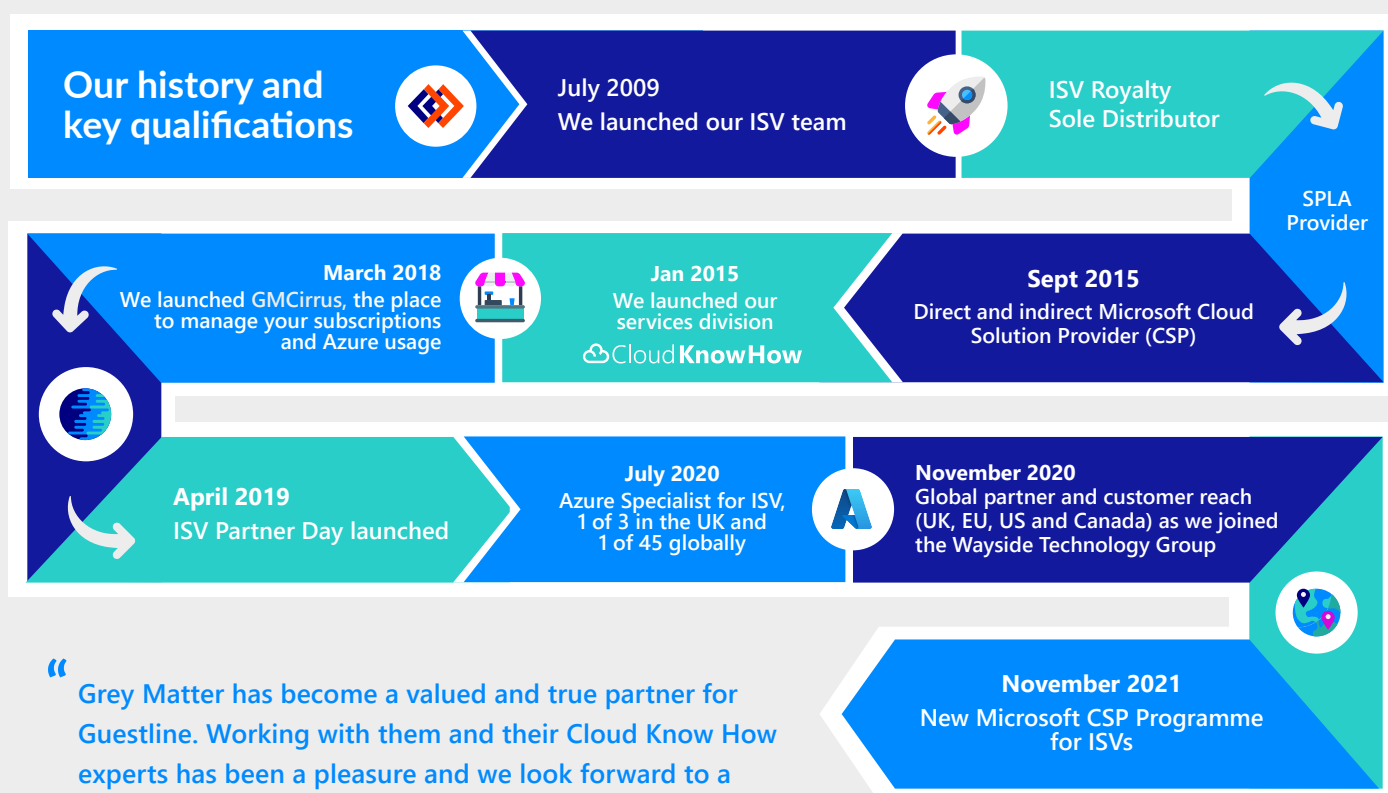 Our history and
key qualifications
July 2009
We launched our ISV team
ISV Royalty
Sole Distributor
SPLA
Provider
Sept 2015
Direct and indirect Microsoft Cloud
Solution Provider (CSP)
Jan 2015
We launched our
services division
CloudKnowHow
March 2018
We launched GMCirrus, the place
to manage your subscriptions
and Azure usage
April 2019
ISV Partner Day launched
July 2020
Azure Specialist for ISV,
1 of 3 in the UK and
1 of 45 globally
November 2020
Global partner and customer reach
(UK, EU, US and Canada) as we joined
the Wayside Technology Group
November 2021
New Microsoft CSP Programme
for ISVs
“
Grey Matter has become a valued and true partner for
Guestline. Working with them and their Cloud Know How
experts has been a pleasure and we look forward to a